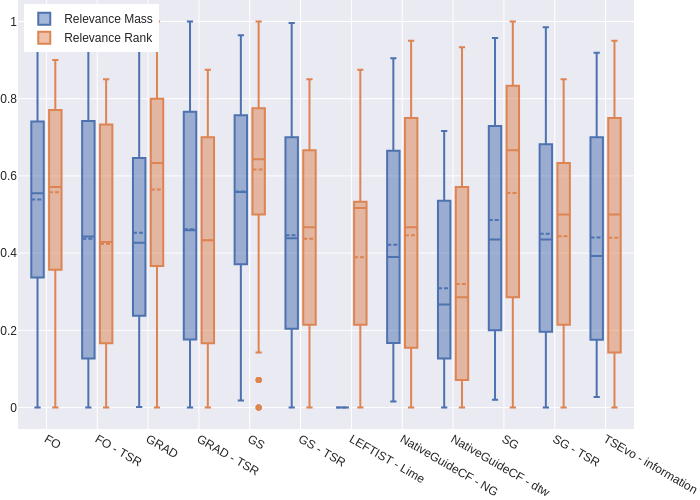 Relevance Mass
Relevance Rank
1
0.8
0.6
0.4
0.2
0
FO
FO - TSR
GRAD
GRAD - TSR
GS
GS - TSR
LEFTIST - Lime
NativeGuideCF - NG
NativeGuideCF - dtw
SG
SG - TSR
TSEvo - information